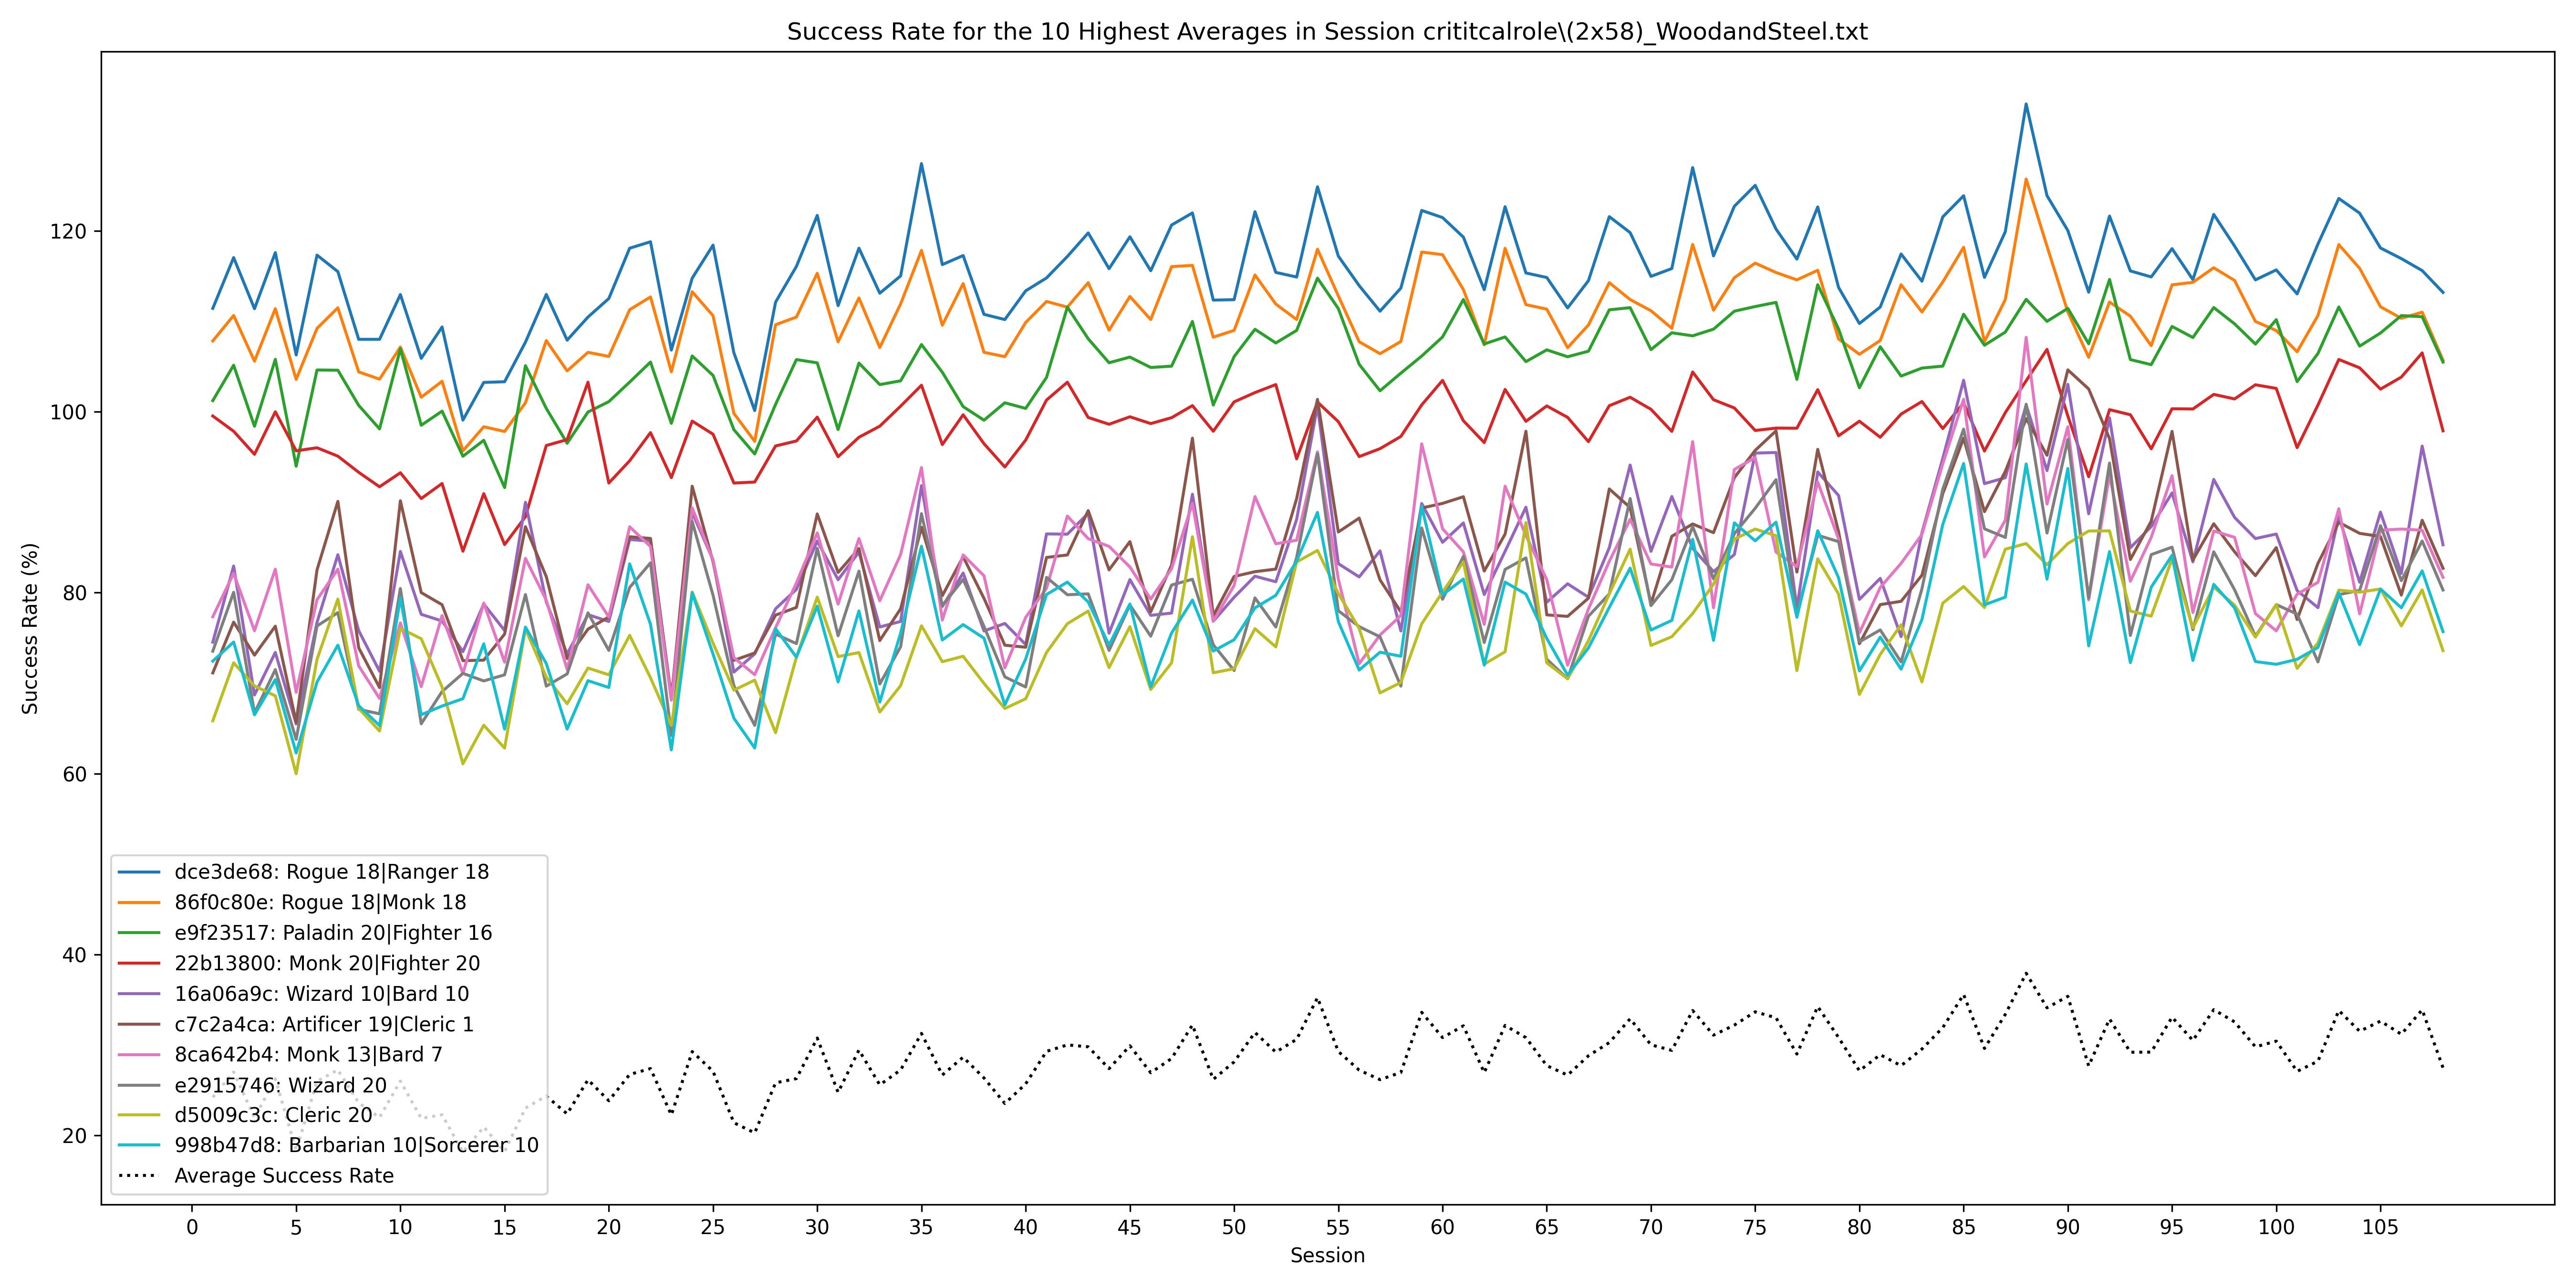 Success Rate for the 10 Highest Averages in Session crititcalrole\(2x58)_WoodandSteel.txt
Success Rate (%)
120
100
80
60
40
20
dce3de68: Rogue 18|Ranger 18
86f0c80e: Rogue 18|Monk 18
e9f23517: Paladin 20|Fighter 16
22b13800: Monk 20|Fighter 20
16a06a9c: Wizard 10|Bard 10
c7c2a4ca: Artificer 19|Cleric 1
8ca642b4: Monk 13|Bard 7
e2915746: Wizard 20
d5009c3c: Cleric 20
998b47d8: Barbarian 10|Sorcerer 10
Average Success Rate
0 5 10 15 20 25 30 35 40 45 50 55 60 65 70 75 80 85 90 95 100 105
Session